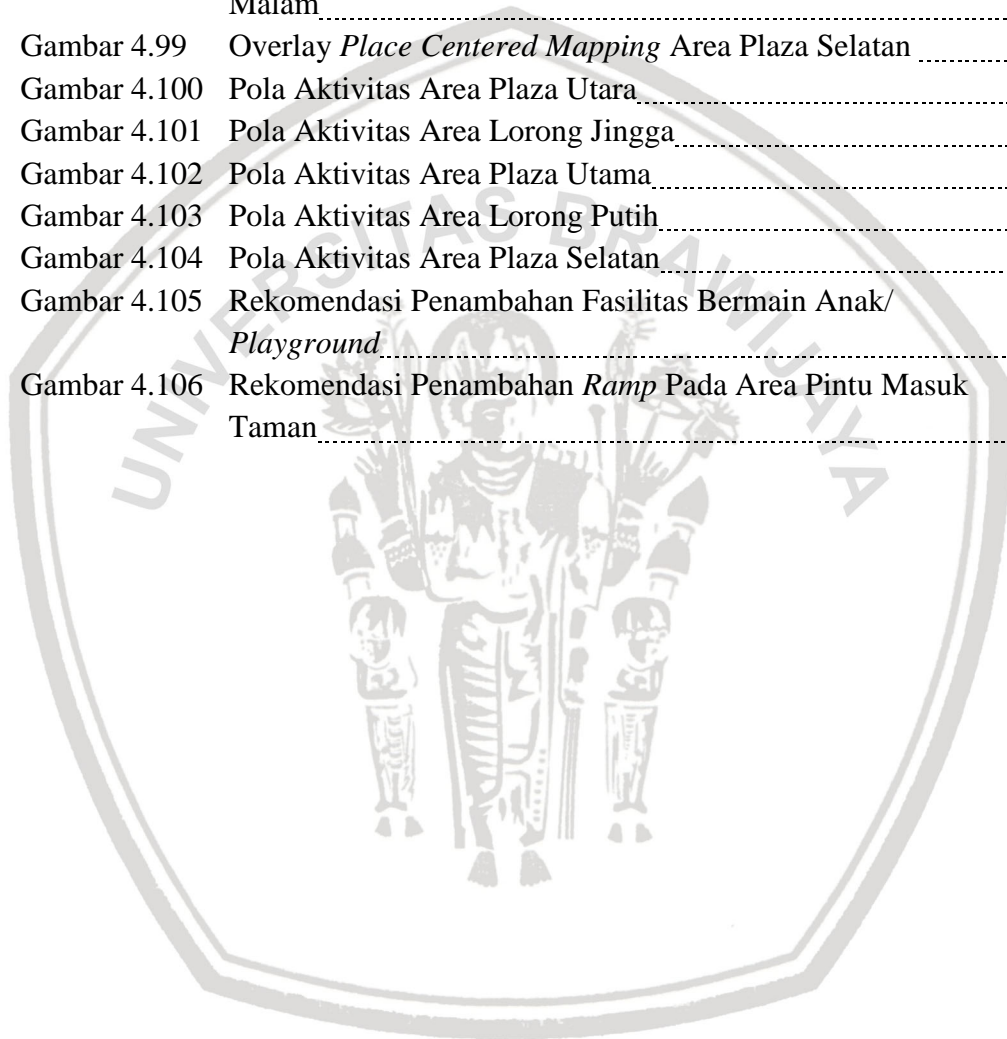 Malam
Gambar 4.99 Overlay Place Centered Mapping Area Plaza Selatan
Gambar 4.100 Pola Aktivitas Area Plaza Utara
Gambar 4.101 Pola Aktivitas Area Lorong Jingga
Gambar 4.102 Pola Aktivitas Area Plaza Utama
Gambar 4.103 Pola Aktivitas Area Lorong Putih
Gambar 4.104 Pola Aktivitas Area Plaza Selatan
Gambar 4.105 Rekomendasi Penambahan Fasilitas Bermain Anak/
Playground
Gambar 4.106 Rekomendasi Penambahan Ramp Pada Area Pintu Masuk
Taman
UNIVERSITAS BRAWIJAYA